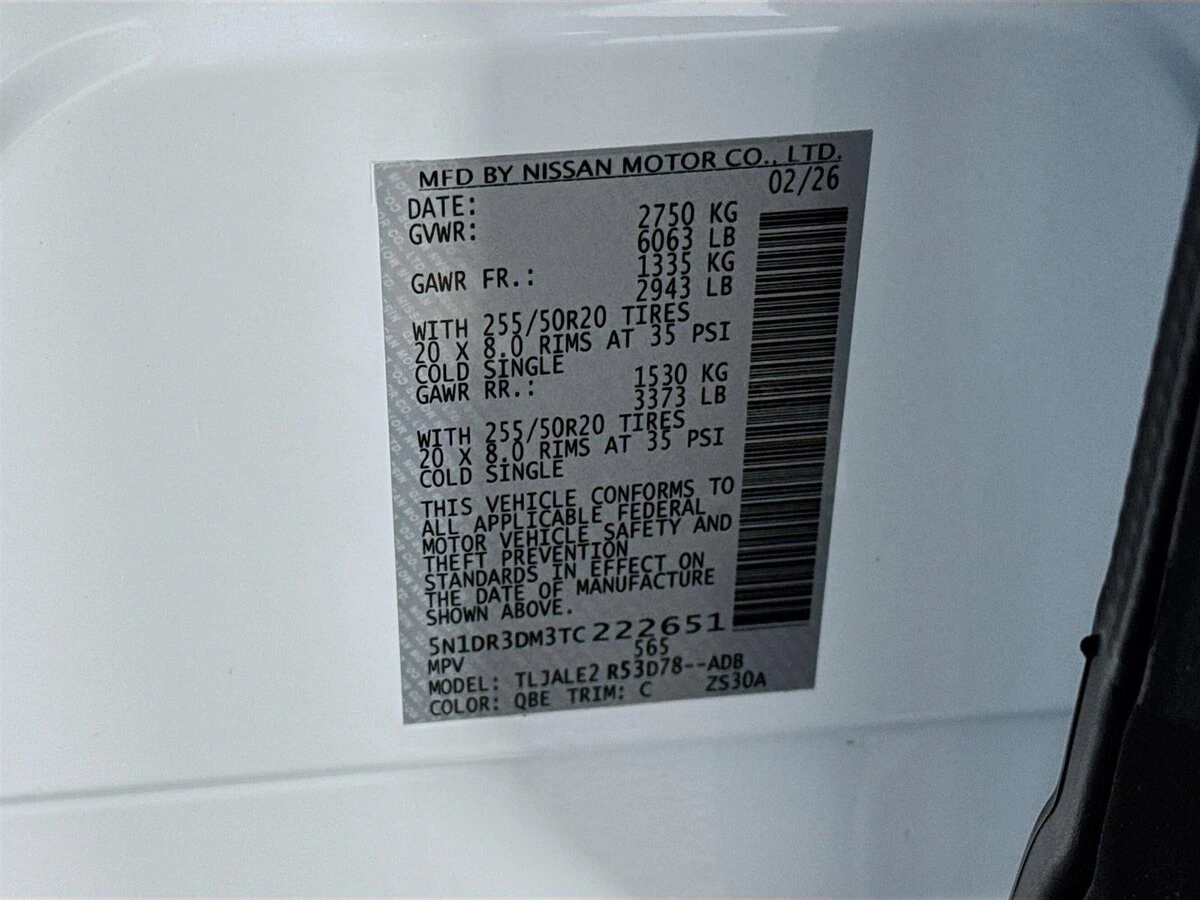 MFD BY NISSAN MOTOR CO., LTD.
DATE: 02/26
GVWR: 2750 KG
6063 LB
GAWR FR.: 1335 KG
2943 LB
WITH 255/50R20 TIRES
20 X 8.0 RIMS AT 35 PSI
COLD SINGLE
GAWR RR.: 1530 KG
3373 LB
WITH 255/50R20 TIRES
20 X 8.0 RIMS AT 35 PSI
COLD SINGLE
THIS VEHICLE CONFORMS TO
ALL APPLICABLE FEDERAL
MOTOR VEHICLE SAFETY AND
THEFT PREVENTION
STANDARDS IN EFFECT ON
THE DATE OF MANUFACTURE
SHOWN ABOVE.
5N1DR3DM3TC222651
MPV 565
MODEL: TLJALE2 R53D78--ADB
COLOR: QBE TRIM: C ZS30A